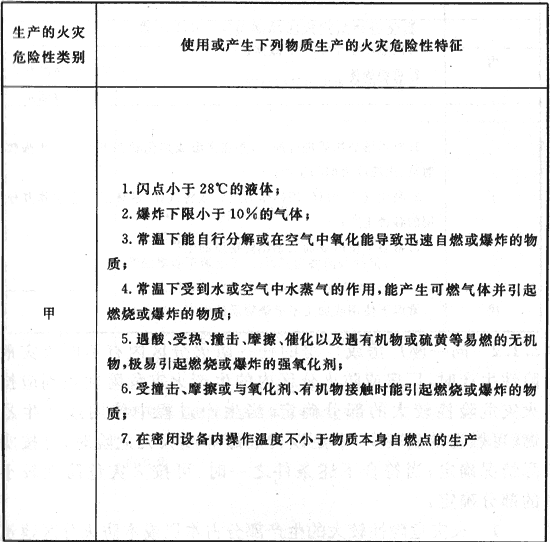 生产的火灾
危险性类别
使用或产生下列物质生产的火灾危险性特征
甲
1.闪点小于28℃的液体;
2.爆炸下限小于10%的气体;
3.常温下能自行分解或在空气中氧化能导致迅速自燃或爆炸的物
质;
4.常温下受到水或空气中水蒸气的作用,能产生可燃气体并引起
燃烧或爆炸的物质;
5.遇酸、受热、撞击、摩擦、催化以及遇有机物或硫黄等易燃的无机
物,极易引起燃烧或爆炸的强氧化剂;
6.受撞击、摩擦或与氧化剂、有机物接触时能引起燃烧或爆炸的物
质;
7.在密闭设备内操作温度不小于物质本身自燃点的生产